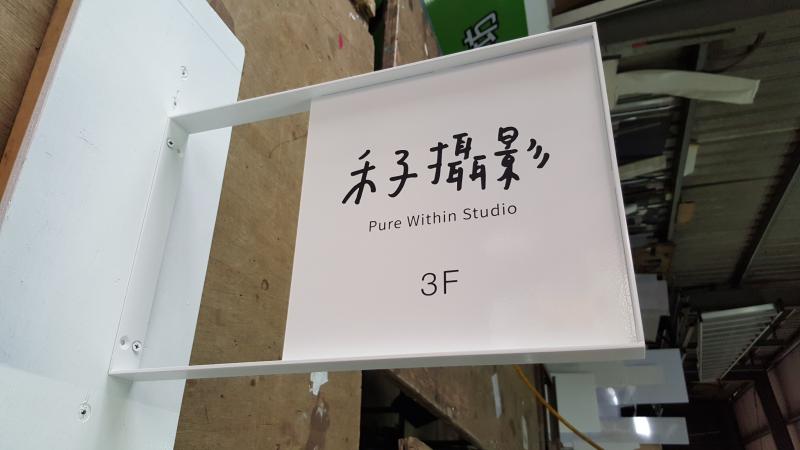 禾子攝影
Pure Within Studio
3F